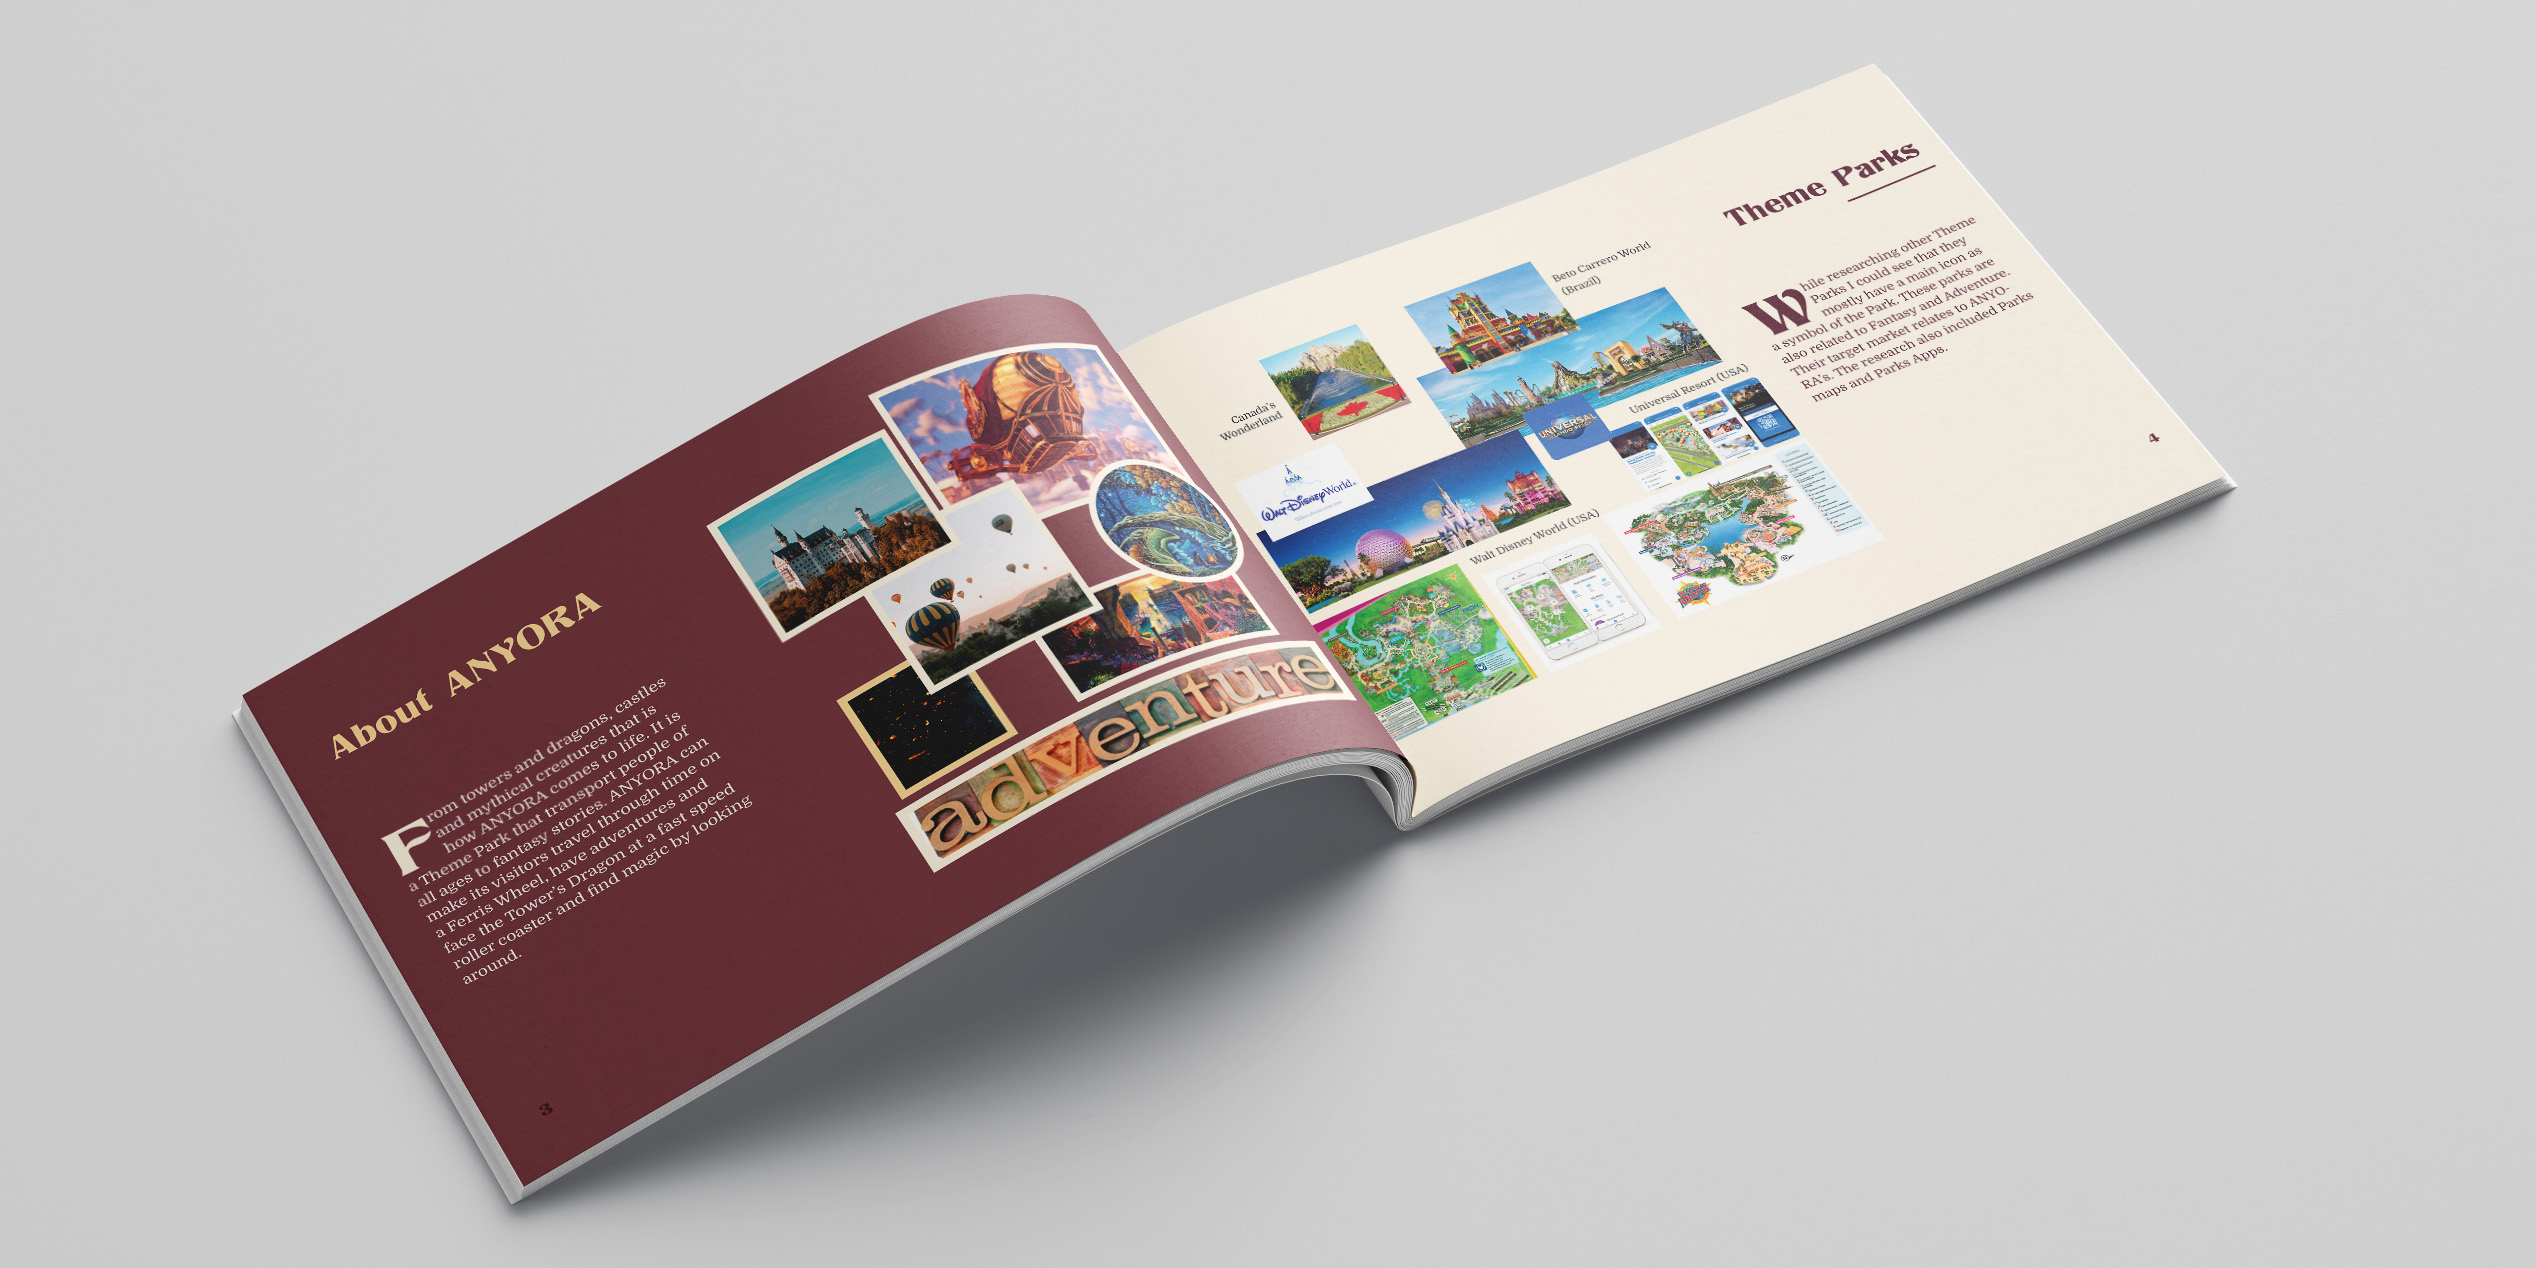 About ANYORA
From towers and dragons, castles
and mythical creatures that is
how ANYORA comes to life. It is
a Theme Park that transport people of
all ages to fantasy stories. ANYORA can
make its visitors travel through time on
a Ferris Wheel, have adventures and
face the Tower's Dragon at a fast speed
roller coaster and find magic by looking
around.
adventure
3
Theme Parks
While researching other Theme
Parks I could see that they
mostly have a main icon as
a symbol of the Park. These parks are
also related to Fantasy and Adventure.
Their target market relates to ANYO-
RA's. The research also included Parks
maps and Parks Apps.
Beto Carrero World
(Brazil)
Canada's
Wonderland
Universal Resort (USA)
UNIVERSAL
Walt Disney World
Walt Disney World (USA)
4